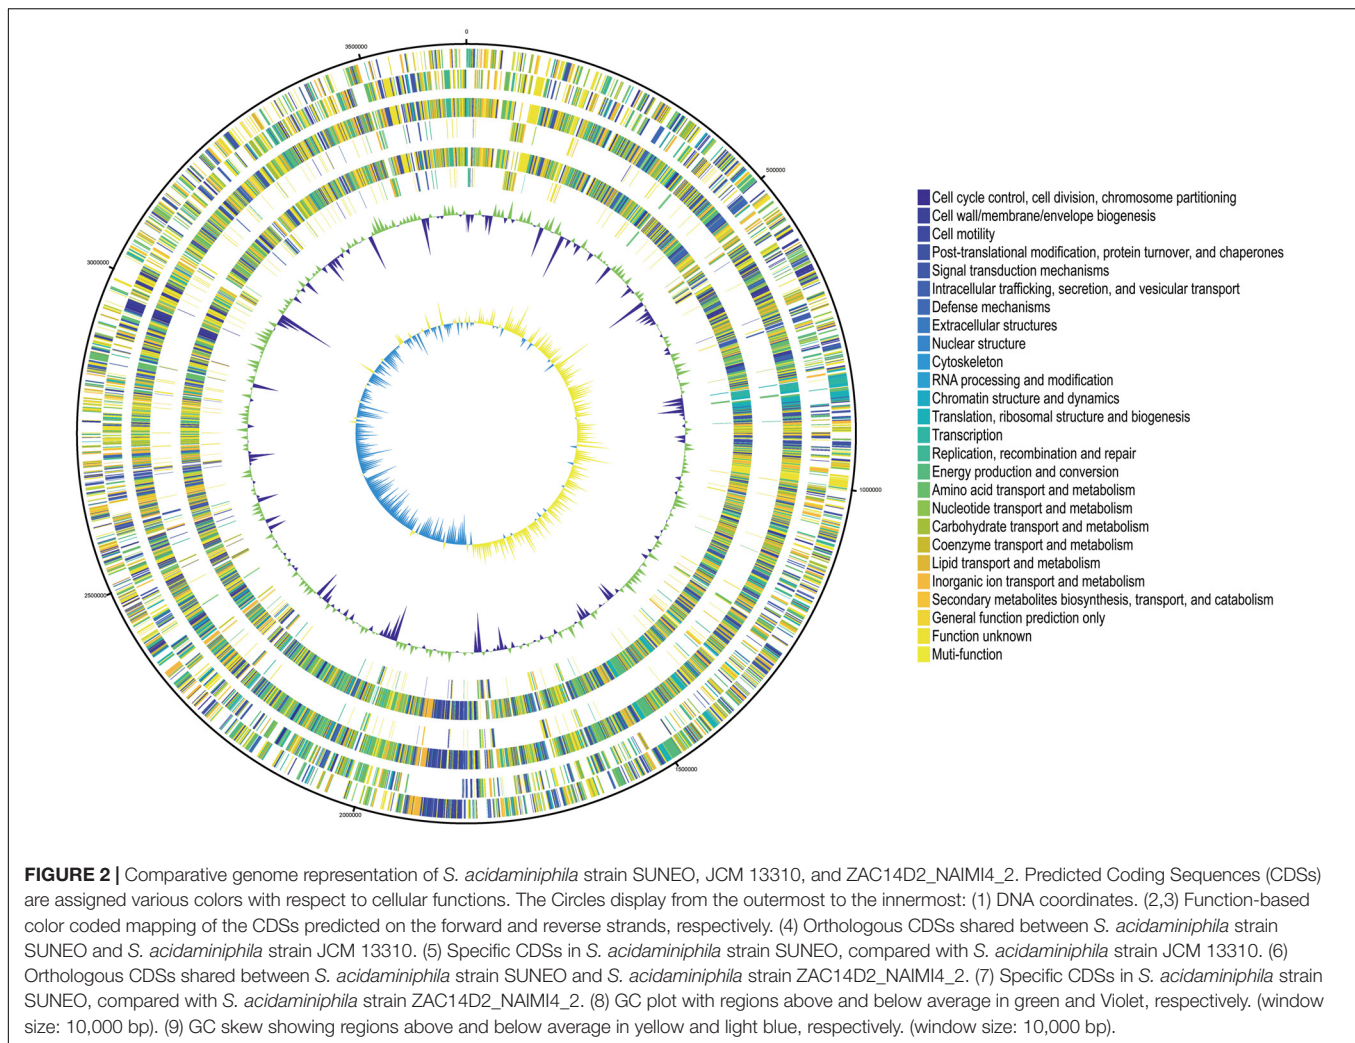 0
3500000
500000
3000000
1000000
2500000
1500000
2000000
Cell cycle control, cell division, chromosome partitioning
Cell wall/membrane/envelope biogenesis
Cell motility
Post-translational modification, protein turnover, and chaperones
Signal transduction mechanisms
Intracellular trafficking, secretion, and vesicular transport
Defense mechanisms
Extracellular structures
Nuclear structure
Cytoskeleton
RNA processing and modification
Chromatin structure and dynamics
Translation, ribosomal structure and biogenesis
Transcription
Replication, recombination and repair
Energy production and conversion
Amino acid transport and metabolism
Nucleotide transport and metabolism
Carbohydrate transport and metabolism
Coenzyme transport and metabolism
Lipid transport and metabolism
Inorganic ion transport and metabolism
Secondary metabolites biosynthesis, transport, and catabolism
General function prediction only
Function unknown
Muti-function
FIGURE 2 | Comparative genome representation of S. acidaminiphila strain SUNEO, JCM 13310, and ZAC14D2_NAIMI4_2. Predicted Coding Sequences (CDSs)
are assigned various colors with respect to cellular functions. The Circles display from the outermost to the innermost: (1) DNA coordinates. (2,3) Function-based
color coded mapping of the CDSs predicted on the forward and reverse strands, respectively. (4) Orthologous CDSs shared between S. acidaminiphila strain
SUNEO and S. acidaminiphila strain JCM 13310. (5) Specific CDSs in S. acidaminiphila strain SUNEO, compared with S. acidaminiphila strain JCM 13310. (6)
Orthologous CDSs shared between S. acidaminiphila strain SUNEO and S. acidaminiphila strain ZAC14D2_NAIMI4_2. (7) Specific CDSs in S. acidaminiphila strain
SUNEO, compared with S. acidaminiphila strain ZAC14D2_NAIMI4_2. (8) GC plot with regions above and below average in green and Violet, respectively. (window
size: 10,000 bp). (9) GC skew showing regions above and below average in yellow and light blue, respectively. (window size: 10,000 bp).